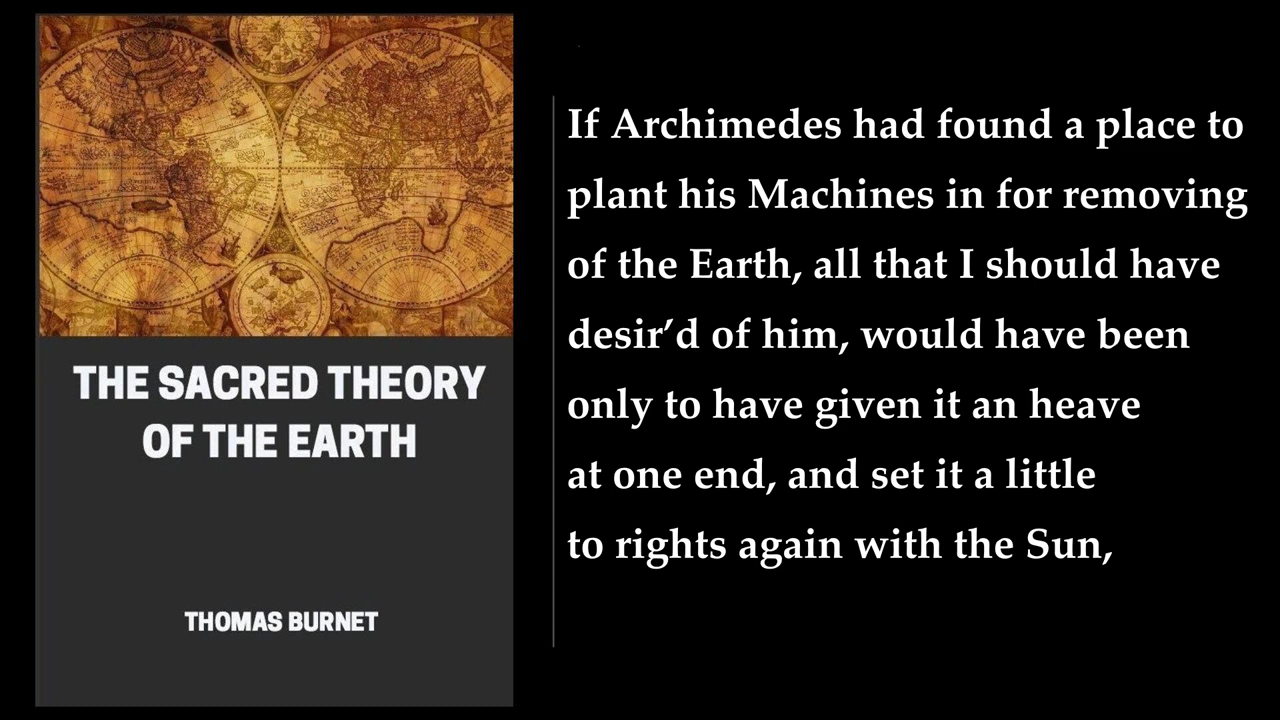 THE SACRED THEORY
OF THE EARTH
THOMAS BURNET
If Archimedes had found a place to
plant his Machines in for removing
of the Earth, all that I should have
desir’d of him, would have been
only to have given it an heave
at one end, and set it a little
to rights again with the Sun,